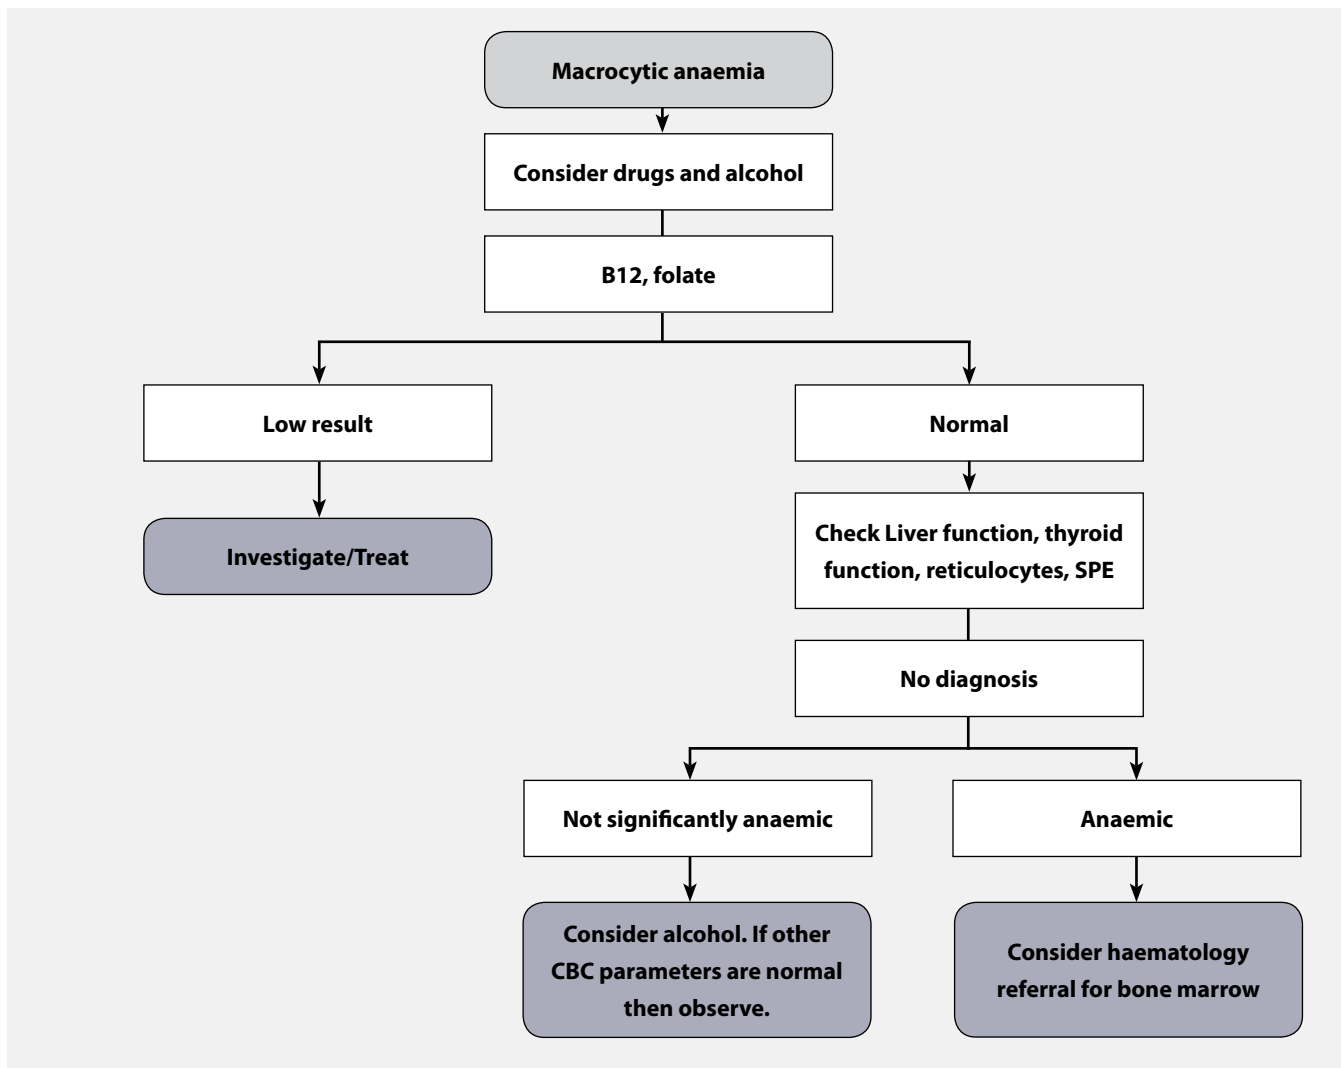 Macrocytic anaemia
Consider drugs and alcohol
B12, folate
Low result
Normal
Investigate/Treat
Check Liver function, thyroid
function, reticulocytes, SPE
No diagnosis
Not significantly anaemic
Anaemic
Consider alcohol. If other
CBC parameters are normal
then observe.
Consider haematology
referral for bone marrow